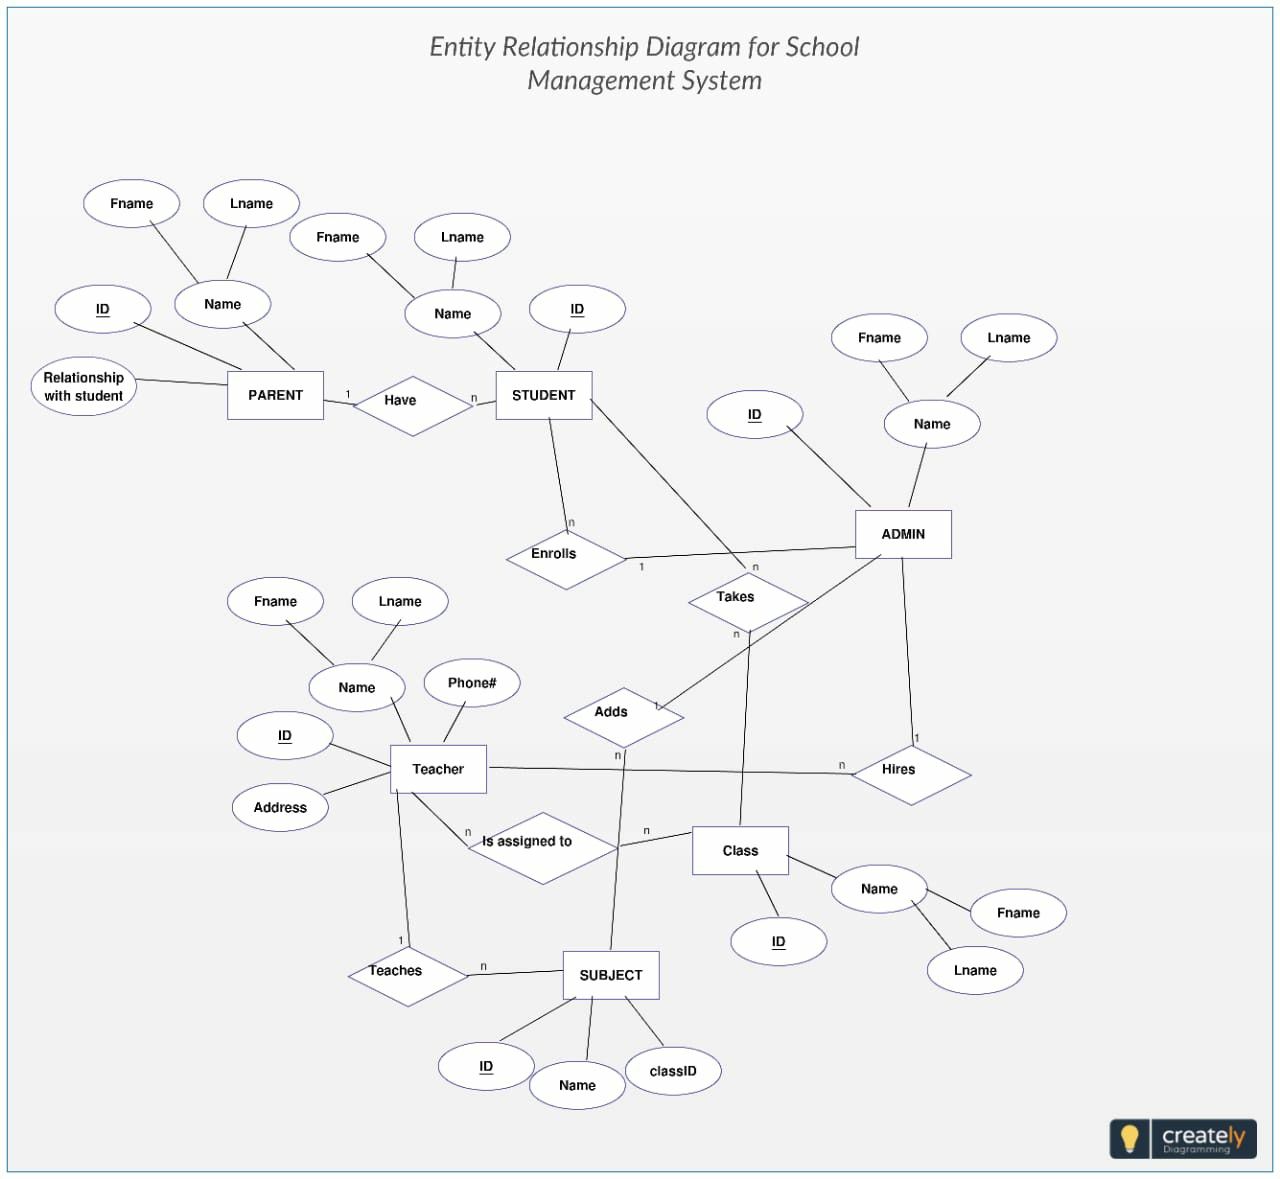 Entity Relationship Diagram for School
Management System
Fname
Lname
Fname
Lname
ID
Name
Name
ID
Relationship
with student
PARENT
1
Have
n
STUDENT
Fname
Lname
ID
Name
ADMIN
n
Enrolls
1
n
Takes
n
Fname
Lname
Name
Phone#
ID
Teacher
Address
Adds
1
n
n
1
Hires
n
Is assigned to
n
Class
Name
Fname
ID
Lname
1
Teaches
n
SUBJECT
ID
Name
classID
creately
Diagramming